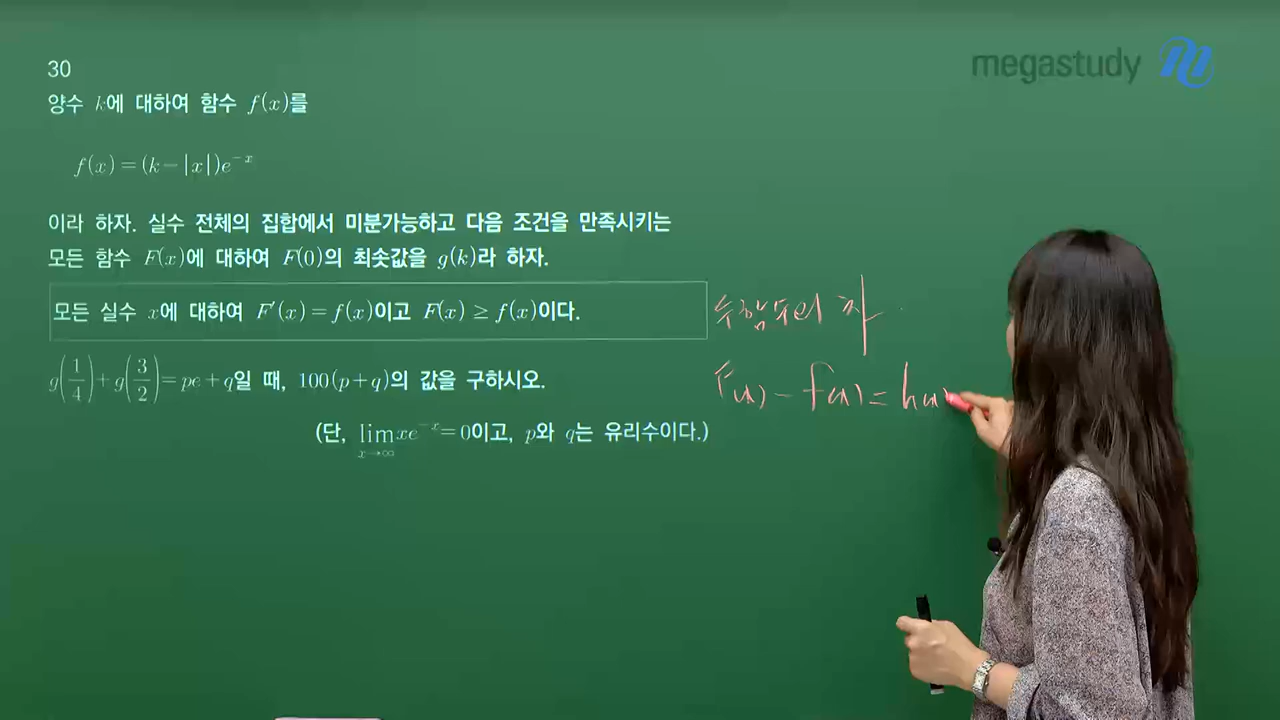 megastudy
30
양수 k에 대하여 함수 f(x)를
f(x)=(k-|x|)e^{-x}
이라 하자. 실수 전체의 집합에서 미분가능하고 다음 조건을 만족시키는
모든 함수 F(x)에 대하여 F(0)의 최솟값을 g(k)라 하자.
모든 실수 x에 대하여 F'(x)=f(x)이고 F(x)≥f(x)이다.
두함수의 차
F(x)-f(x)=h(x)
g(1/4)+g(3/2)=pe+q일 때, 100(p+q)의 값을 구하시오.
(단, lim_{x→∞} xe^{-x}=0이고, p와 q는 유리수이다.)